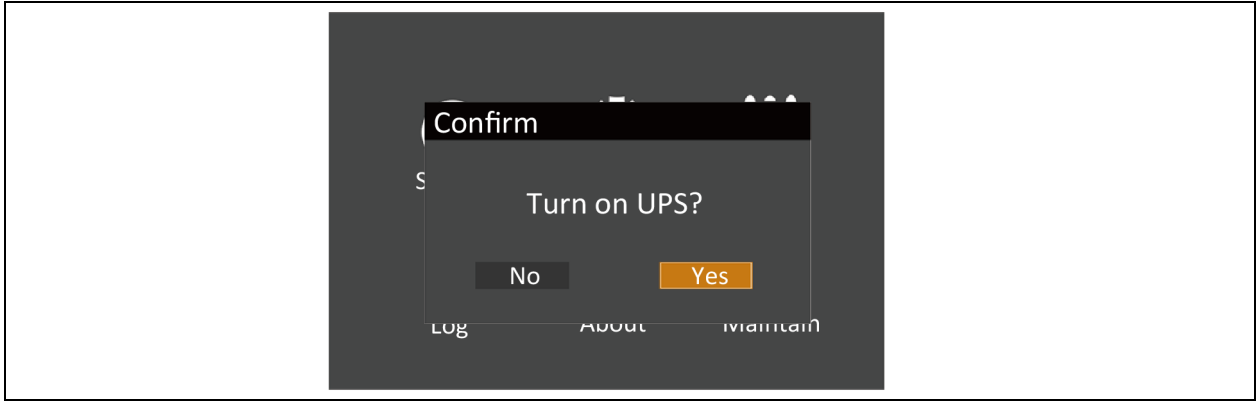 Confirm
S
Turn on UPS?
No Yes
Log About Maintain